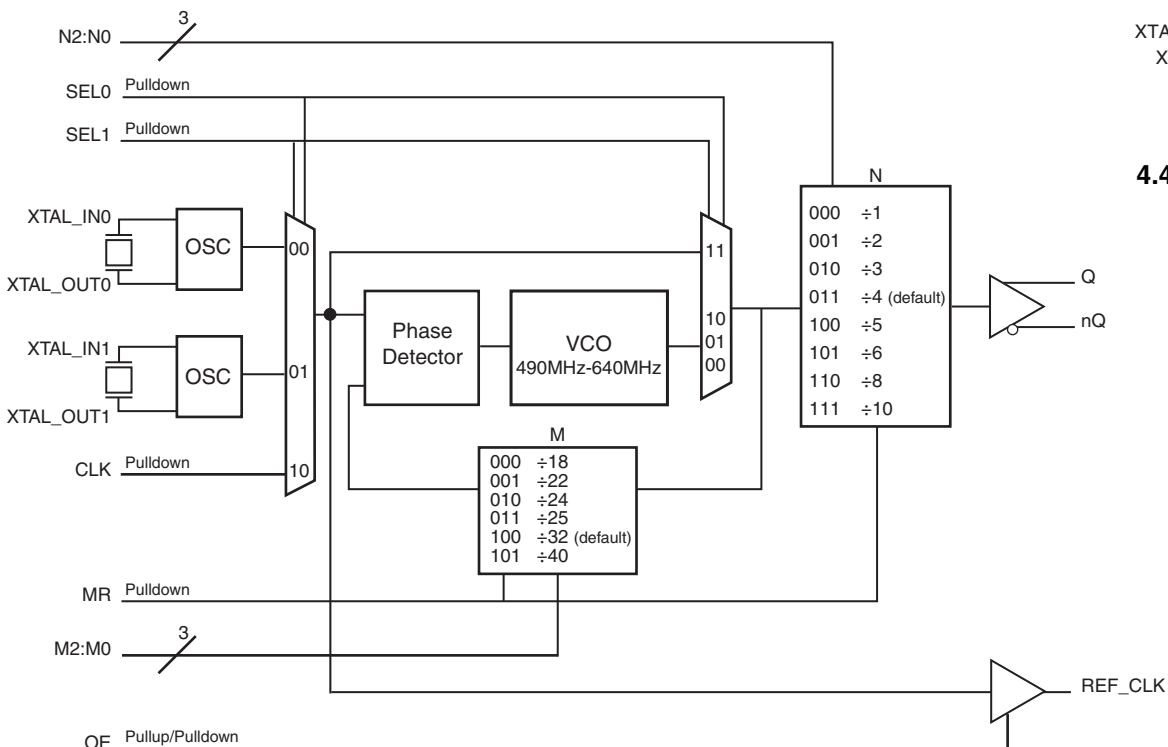 3
N2:N0
SEL0 Pulldown
SEL1 Pulldown
XTAL_IN0
OSC
XTAL_OUT0
XTAL_IN1
OSC
XTAL_OUT1
CLK Pulldown
00
01
10
Phase
Detector
VCO
490MHz-640MHz
11
10
01
00
M
000 ÷18
001 ÷22
010 ÷24
011 ÷25
100 ÷32 (default)
101 ÷40
N
000 ÷1
001 ÷2
010 ÷3
011 ÷4 (default)
100 ÷5
101 ÷6
110 ÷8
111 ÷10
Q
nQ
MR Pulldown
3
M2:M0
REF_CLK
OE Pullup/Pulldown
XTA
X
4.4